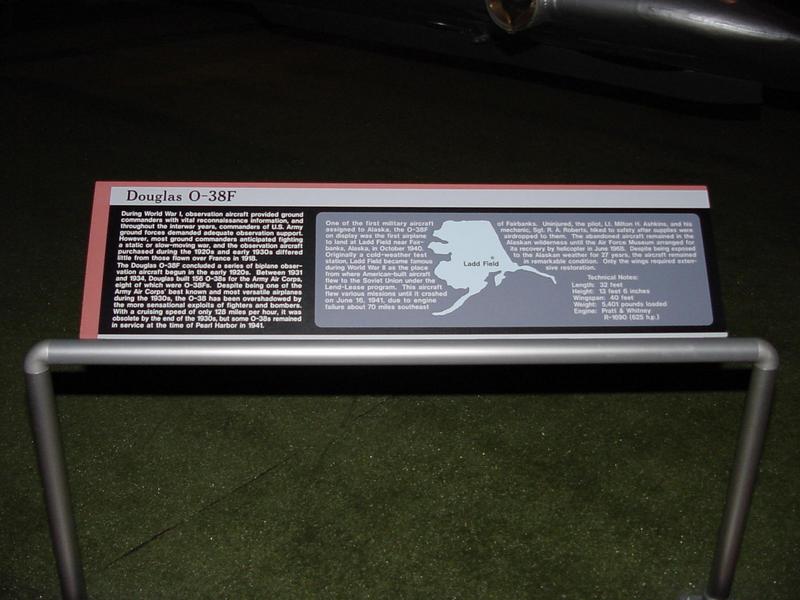 Douglas O-38F
During World War I, observation aircraft provided ground
commanders with vital reconnaissance information, and
throughout the interwar years, commanders of U.S. Army
ground forces demanded adequate observation support.
However, most ground commanders anticipated fighting
a static or slow-moving war, and the observation aircraft
purchased during the 1920s and early 1930s differed
little from those flown over France in 1918.
The Douglas O-38F concluded a series of biplane obser-
vation aircraft begun in the early 1920s. Between 1931
and 1934, Douglas built 156 O-38s for the Army Air Corps,
eight of which were O-38Fs. Despite being one of the
Army Air Corps' best known and most versatile airplanes
during the 1930s, the O-38 has been overshadowed by
the more sensational exploits of fighters and bombers.
With a cruising speed of only 128 miles per hour, it was
obsolete by the end of the 1930s, but some O-38s remained
in service at the time of Pearl Harbor in 1941.
One of the first military aircraft
assigned to Alaska, the O-38F
on display was the first airplane
to land at Ladd Field near Fair-
banks, Alaska, in October 1940.
Originally a cold-weather test
station, Ladd Field became famous
during World War II as the place
from where American-built aircraft
flew to the Soviet Union under the
Lend-Lease program. This aircraft
flew various missions until it crashed
on June 16, 1941, due to engine
failure about 70 miles southeast
Ladd Field
of Fairbanks. Uninjured, the pilot, Lt. Milton H. Ashkins, and his
mechanic, Sgt. R. A. Roberts, hiked to safety after supplies were
airdropped to them. The abandoned aircraft remained in the
Alaskan wilderness until the Air Force Museum arranged for
its recovery by helicopter in June 1968. Despite being exposed
to the Alaskan weather for 27 years, the aircraft remained
in remarkable condition. Only the wings required exten-
sive restoration.
Technical Notes:
Length: 32 feet
Height: 13 feet 6 inches
Wingspan: 40 feet
Weight: 5,401 pounds loaded
Engine: Pratt & Whitney
R-1690 (625 h.p.)